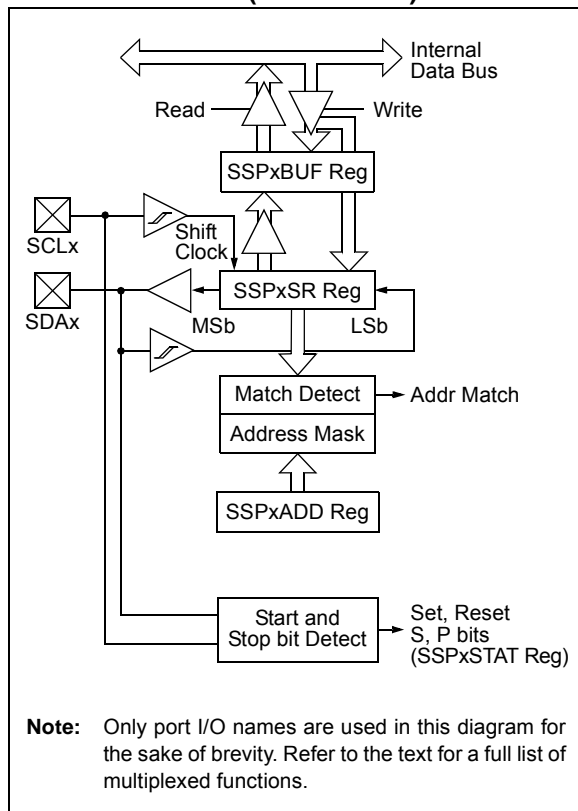 Internal
Data Bus
Read
Write
SSPxBUF Reg
SCLx
Shift
Clock
SSPxSR Reg
SDAx
MSb
LSb
Match Detect
Addr Match
Address Mask
SSPxADD Reg
Start and
Stop bit Detect
Set, Reset
S, P bits
(SSPxSTAT Reg)
Note: Only port I/O names are used in this diagram for
the sake of brevity. Refer to the text for a full list of
multiplexed functions.